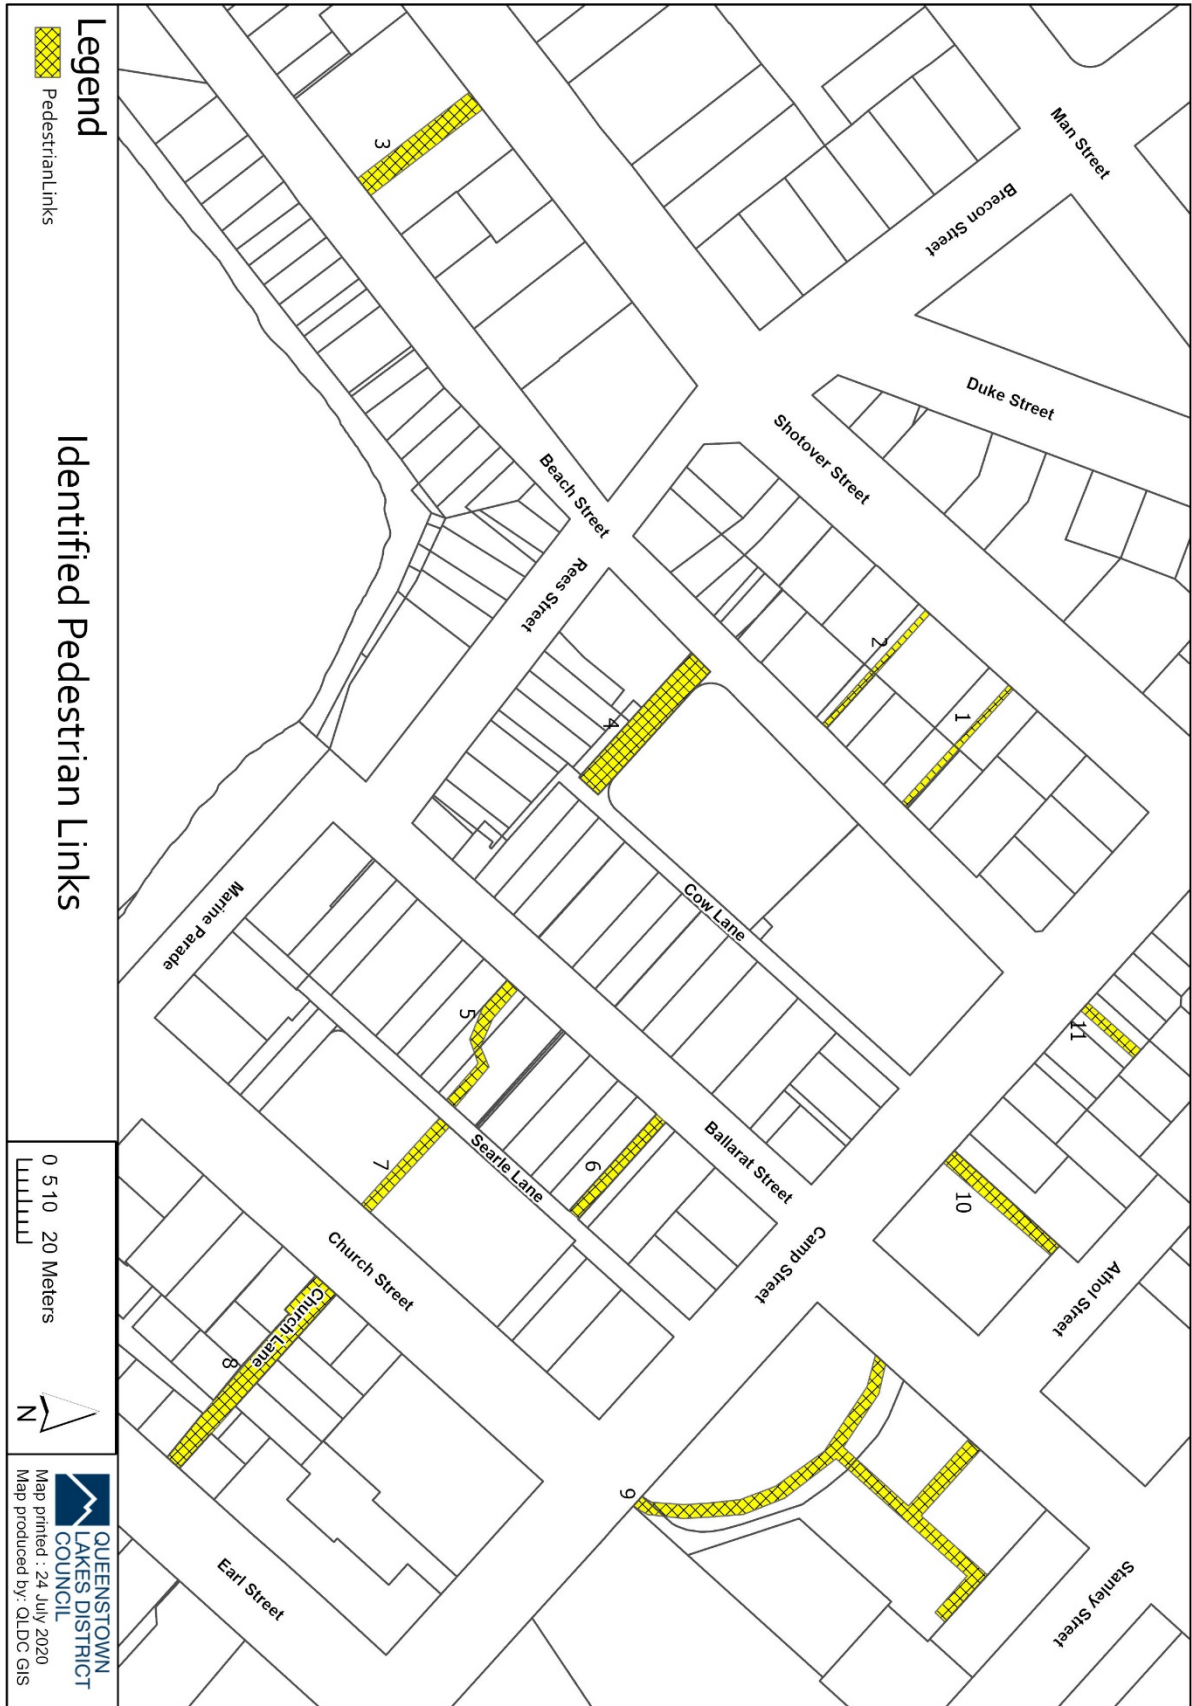 Man Street
Brecon Street
Duke Street
Shotover Street
Beach Street
Rees Street
3
2
1
4
Cow Lane
Marine Parade
5
11
Searle Lane
Ballarat Street
6
7
10
Camp Street
Church Street
Athol Street
Church Lane
8
9
Stanley Street
Earl Street
Legend
PedestrianLinks
Identified Pedestrian Links
0 5 10 20 Meters
N
QUEENSTOWN
LAKES DISTRICT
COUNCIL
Map printed : 24 July 2020
Map produced by: QLDC GIS